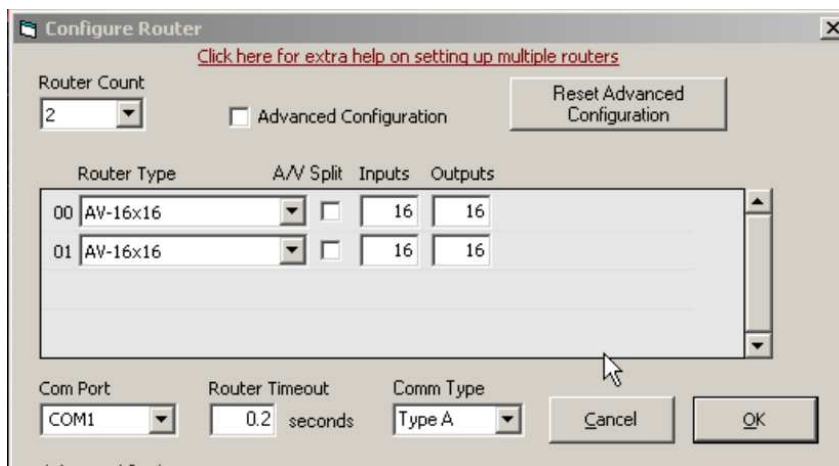 Configure Router
Click here for extra help on setting up multiple routers
Router Count
2
Advanced Configuration
Reset Advanced
Configuration
Router Type A/V Split Inputs Outputs
00 AV-16x16 16 16
01 AV-16x16 16 16
Com Port Router Timeout Comm Type
COM1 0.2 seconds Type A Cancel OK